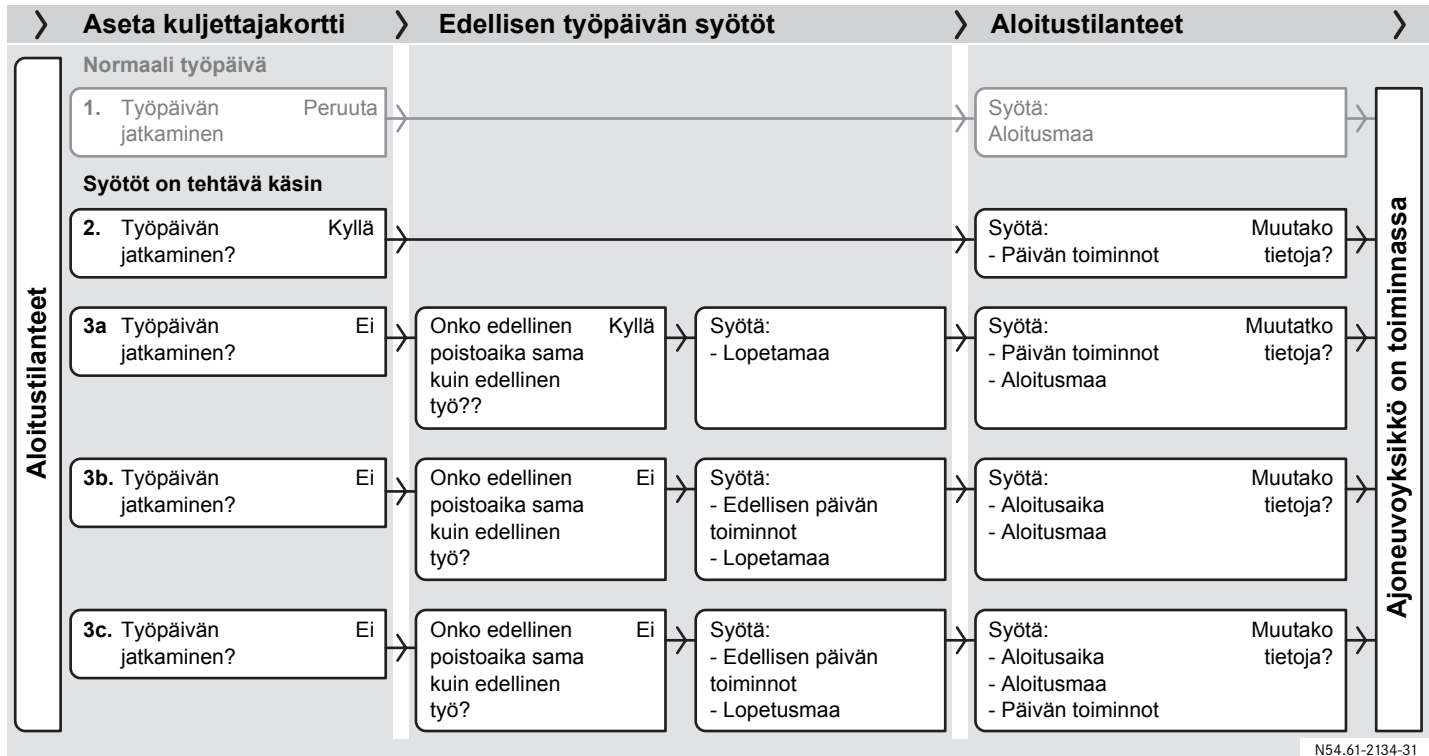 Aseta kuljettajakortti
Edellisen työpäivän syötöt
Aloitustilanteet
Aloitustilanteet
Normaali työpäivä
1. Työpäivän Peruuta
jatkaminen
Syötä:
Aloitusmaa
Syötöt on tehtävä käsin
2. Työpäivän Kyllä
jatkaminen?
Syötä: Muutako
- Päivän toiminnot tietoja?
3a Työpäivän Ei
jatkaminen?
Onko edellinen Kyllä
poistoaika sama
kuin edellinen
työ??
Syötä:
- Lopetamaa
Syötä: Muutatko
- Päivän toiminnot tietoja?
- Aloitusmaa
3b. Työpäivän Ei
jatkaminen?
Onko edellinen Ei
poistoaika sama
kuin edellinen
työ?
Syötä:
- Edellisen päivän
toiminnot
- Lopetamaa
Syötä: Muutako
- Aloitusaika tietoja?
- Aloitusmaa
3c. Työpäivän Ei
jatkaminen?
Onko edellinen Ei
poistoaika sama
kuin edellinen
työ?
Syötä:
- Edellisen päivän
toiminnot
- Lopetusmaa
Syötä: Muutako
- Aloitusaika tietoja?
- Aloitusmaa
- Päivän toiminnot
Ajoneuvoyksikkö on toiminnassa
N54.61-2134-31